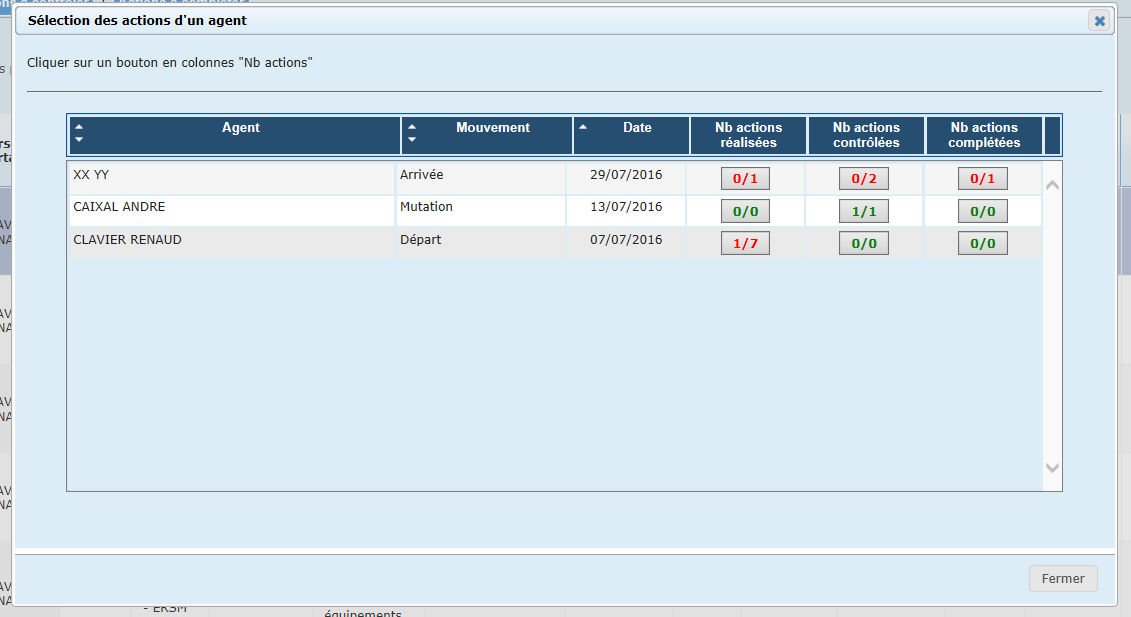 Sélection des actions d'un agent
Cliquer sur un bouton en colonnes "Nb actions"
Agent Mouvement Date Nb actions réalisées Nb actions contrôlées Nb actions complétées
XX YY Arrivée 29/07/2016 0/1 0/2 0/1
CAIXAL ANDRE Mutation 13/07/2016 0/0 1/1 0/0
CLAVIER RENAUD Départ 07/07/2016 1/7 0/0 0/0
Fermer
- ERSM
équipements